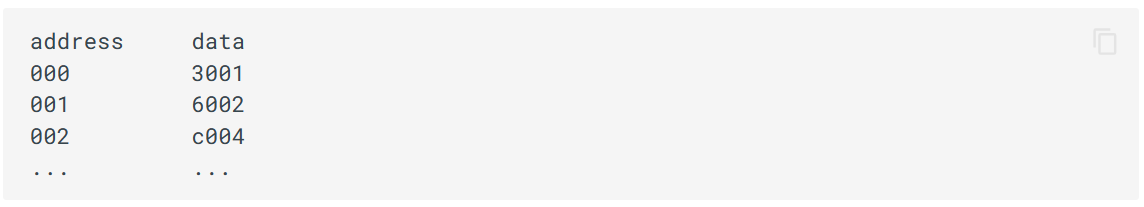 address data
000 3001
001 6002
002 c004
... ...